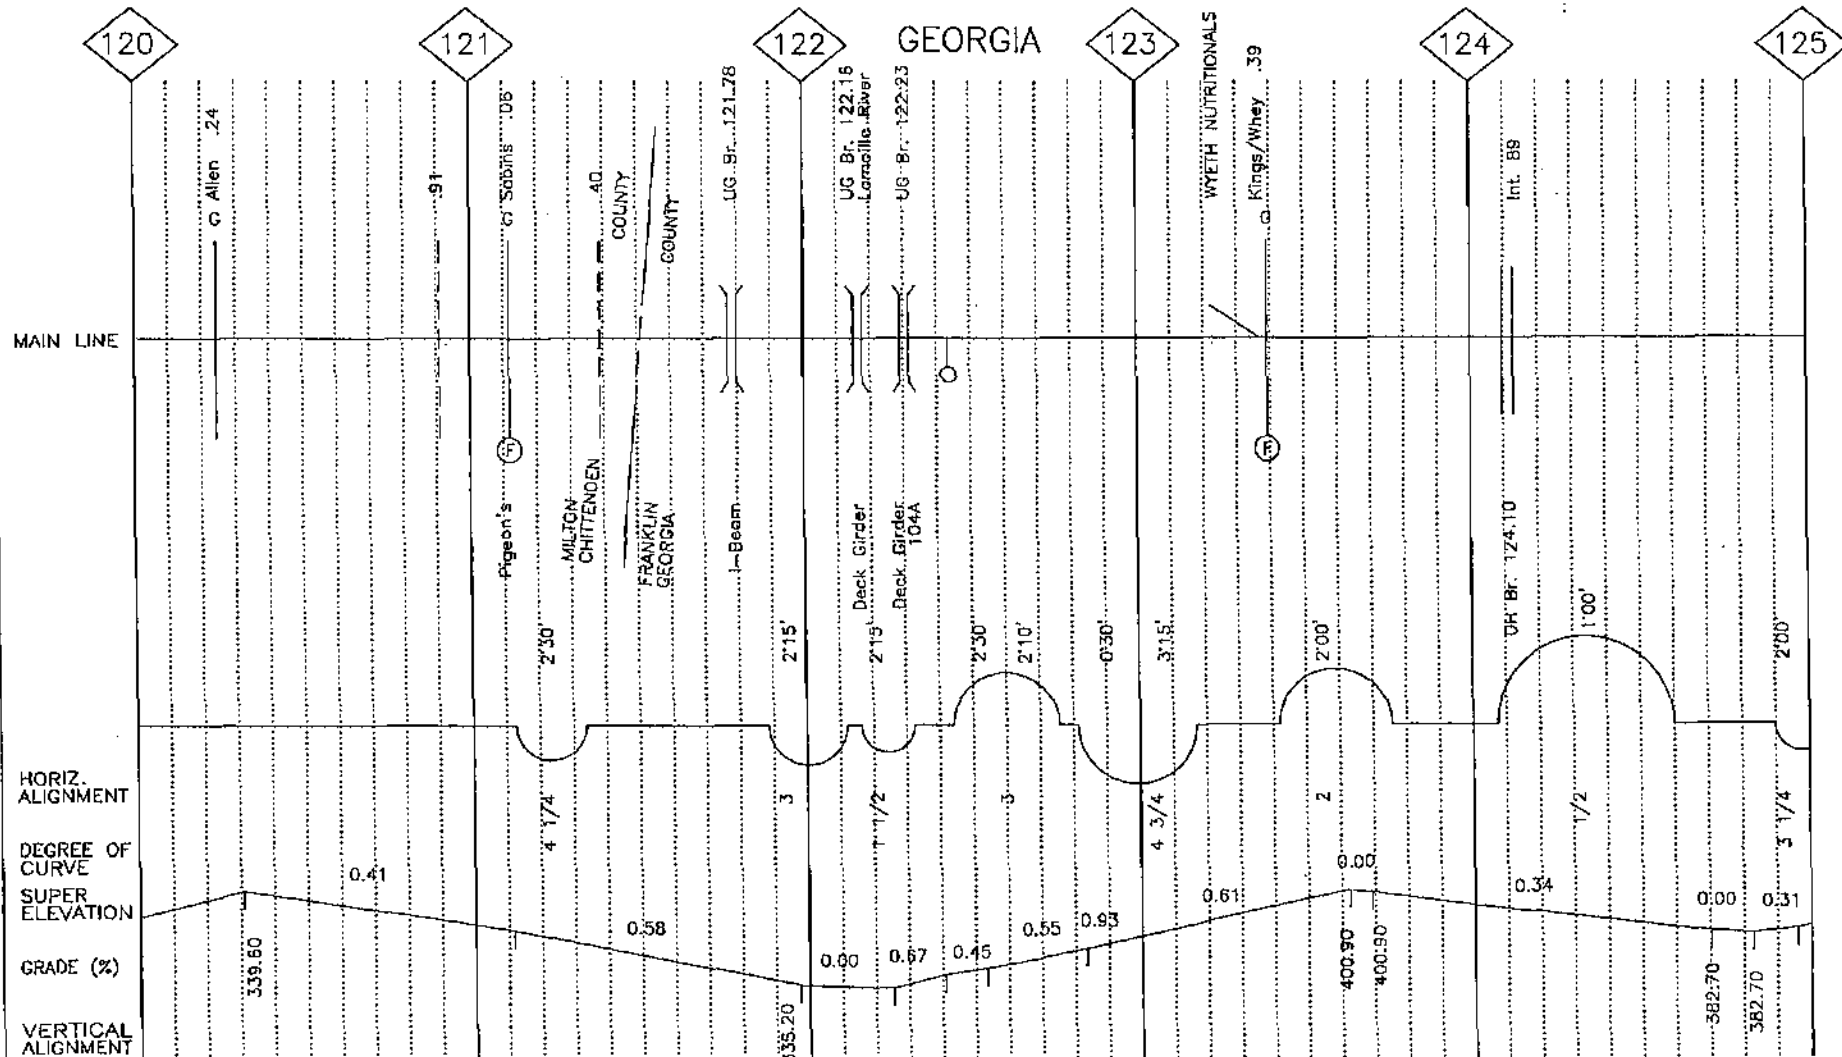 120
121
122
GEORGIA
123
124
125
G Allen .24
.91
G Sabins .06
.40
COUNTY
COUNTY
UG Br. 121.78
UG Br. 122.16
Lamoille River
UG Br. 122.23
WYETH NUTRITIONALS
Kings/Whey .39
Int. 89
MAIN LINE
F
F
Pigeon's
MILTON
CHITTENDEN
FRANKLIN
GEORGIA
I-Beam
Deck Girder
Deck Girder
104A
OH Br. 124.10
2°30'
2°15'
2°15'
2°30'
2°10'
0°30'
3°15'
2°00'
1°00'
2°00'
HORIZ.
ALIGNMENT
4 1/4
3
1 1/2
3
4 3/4
2
1/2
3 1/4
DEGREE OF
CURVE
SUPER
ELEVATION
0.41
0.58
0.00
0.67
0.45
0.55
0.93
0.61
0.00
0.34
0.00
0.31
GRADE (%)
339.60
335.20
400.90
400.90
382.70
382.70
VERTICAL
ALIGNMENT